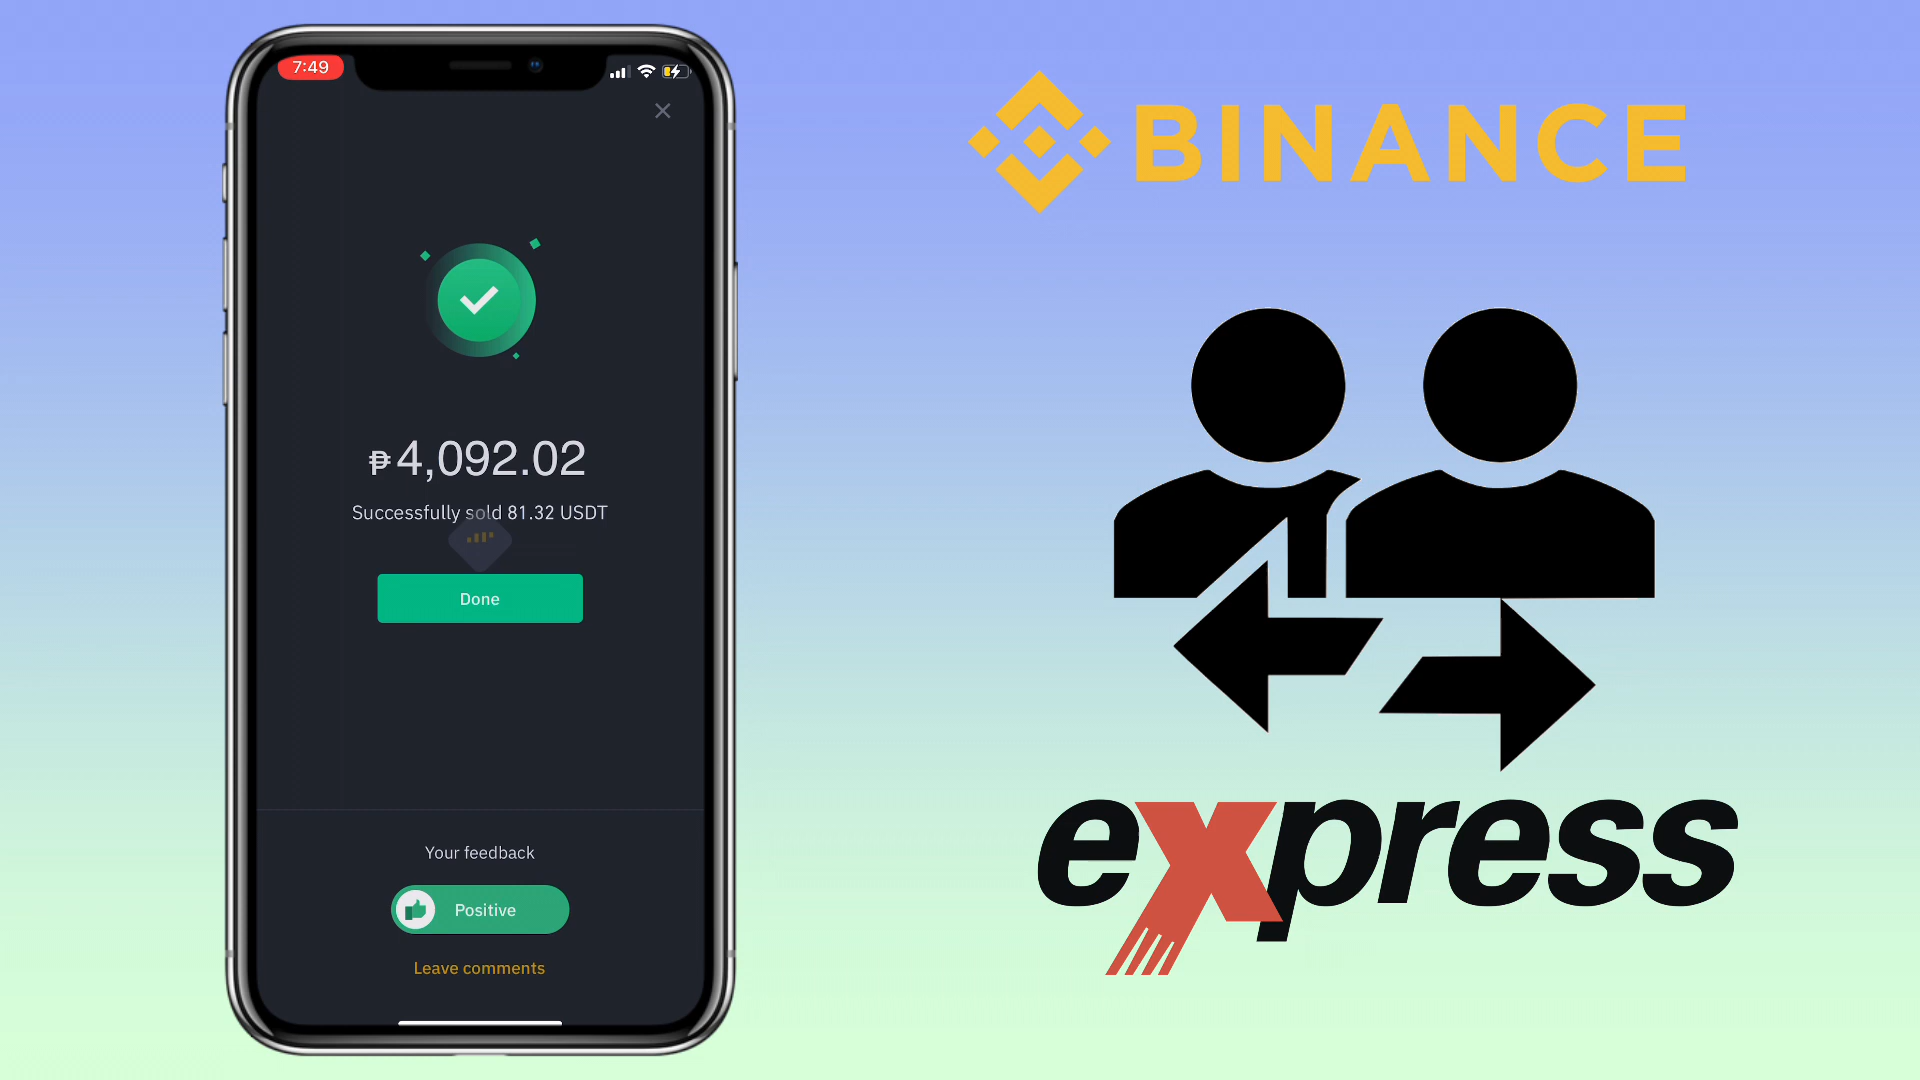 7:49
₱4,092.02
Successfully sold 81.32 USDT
Done
Your feedback
Positive
Leave comments
BINANCE
express